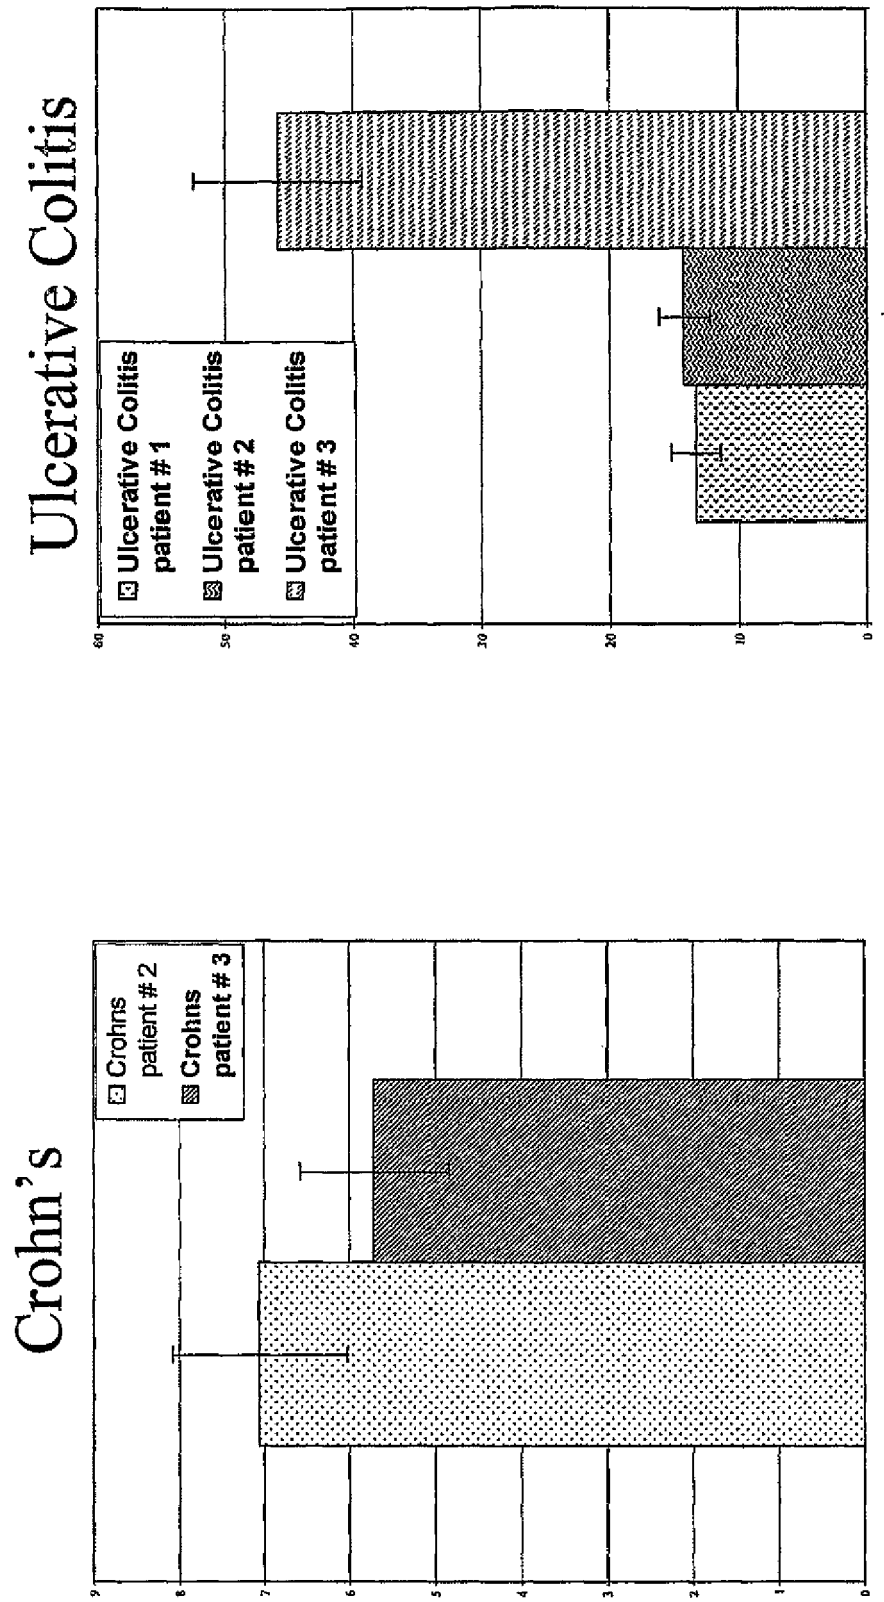 Crohn's
9
8
7
6
5
4
3
2
1
0
Crohns
patient # 2
Crohns
patient # 3
Ulcerative Colitis
60
50
40
30
20
10
0
Ulcerative Colitis
patient # 1
Ulcerative Colitis
patient # 2
Ulcerative Colitis
patient # 3